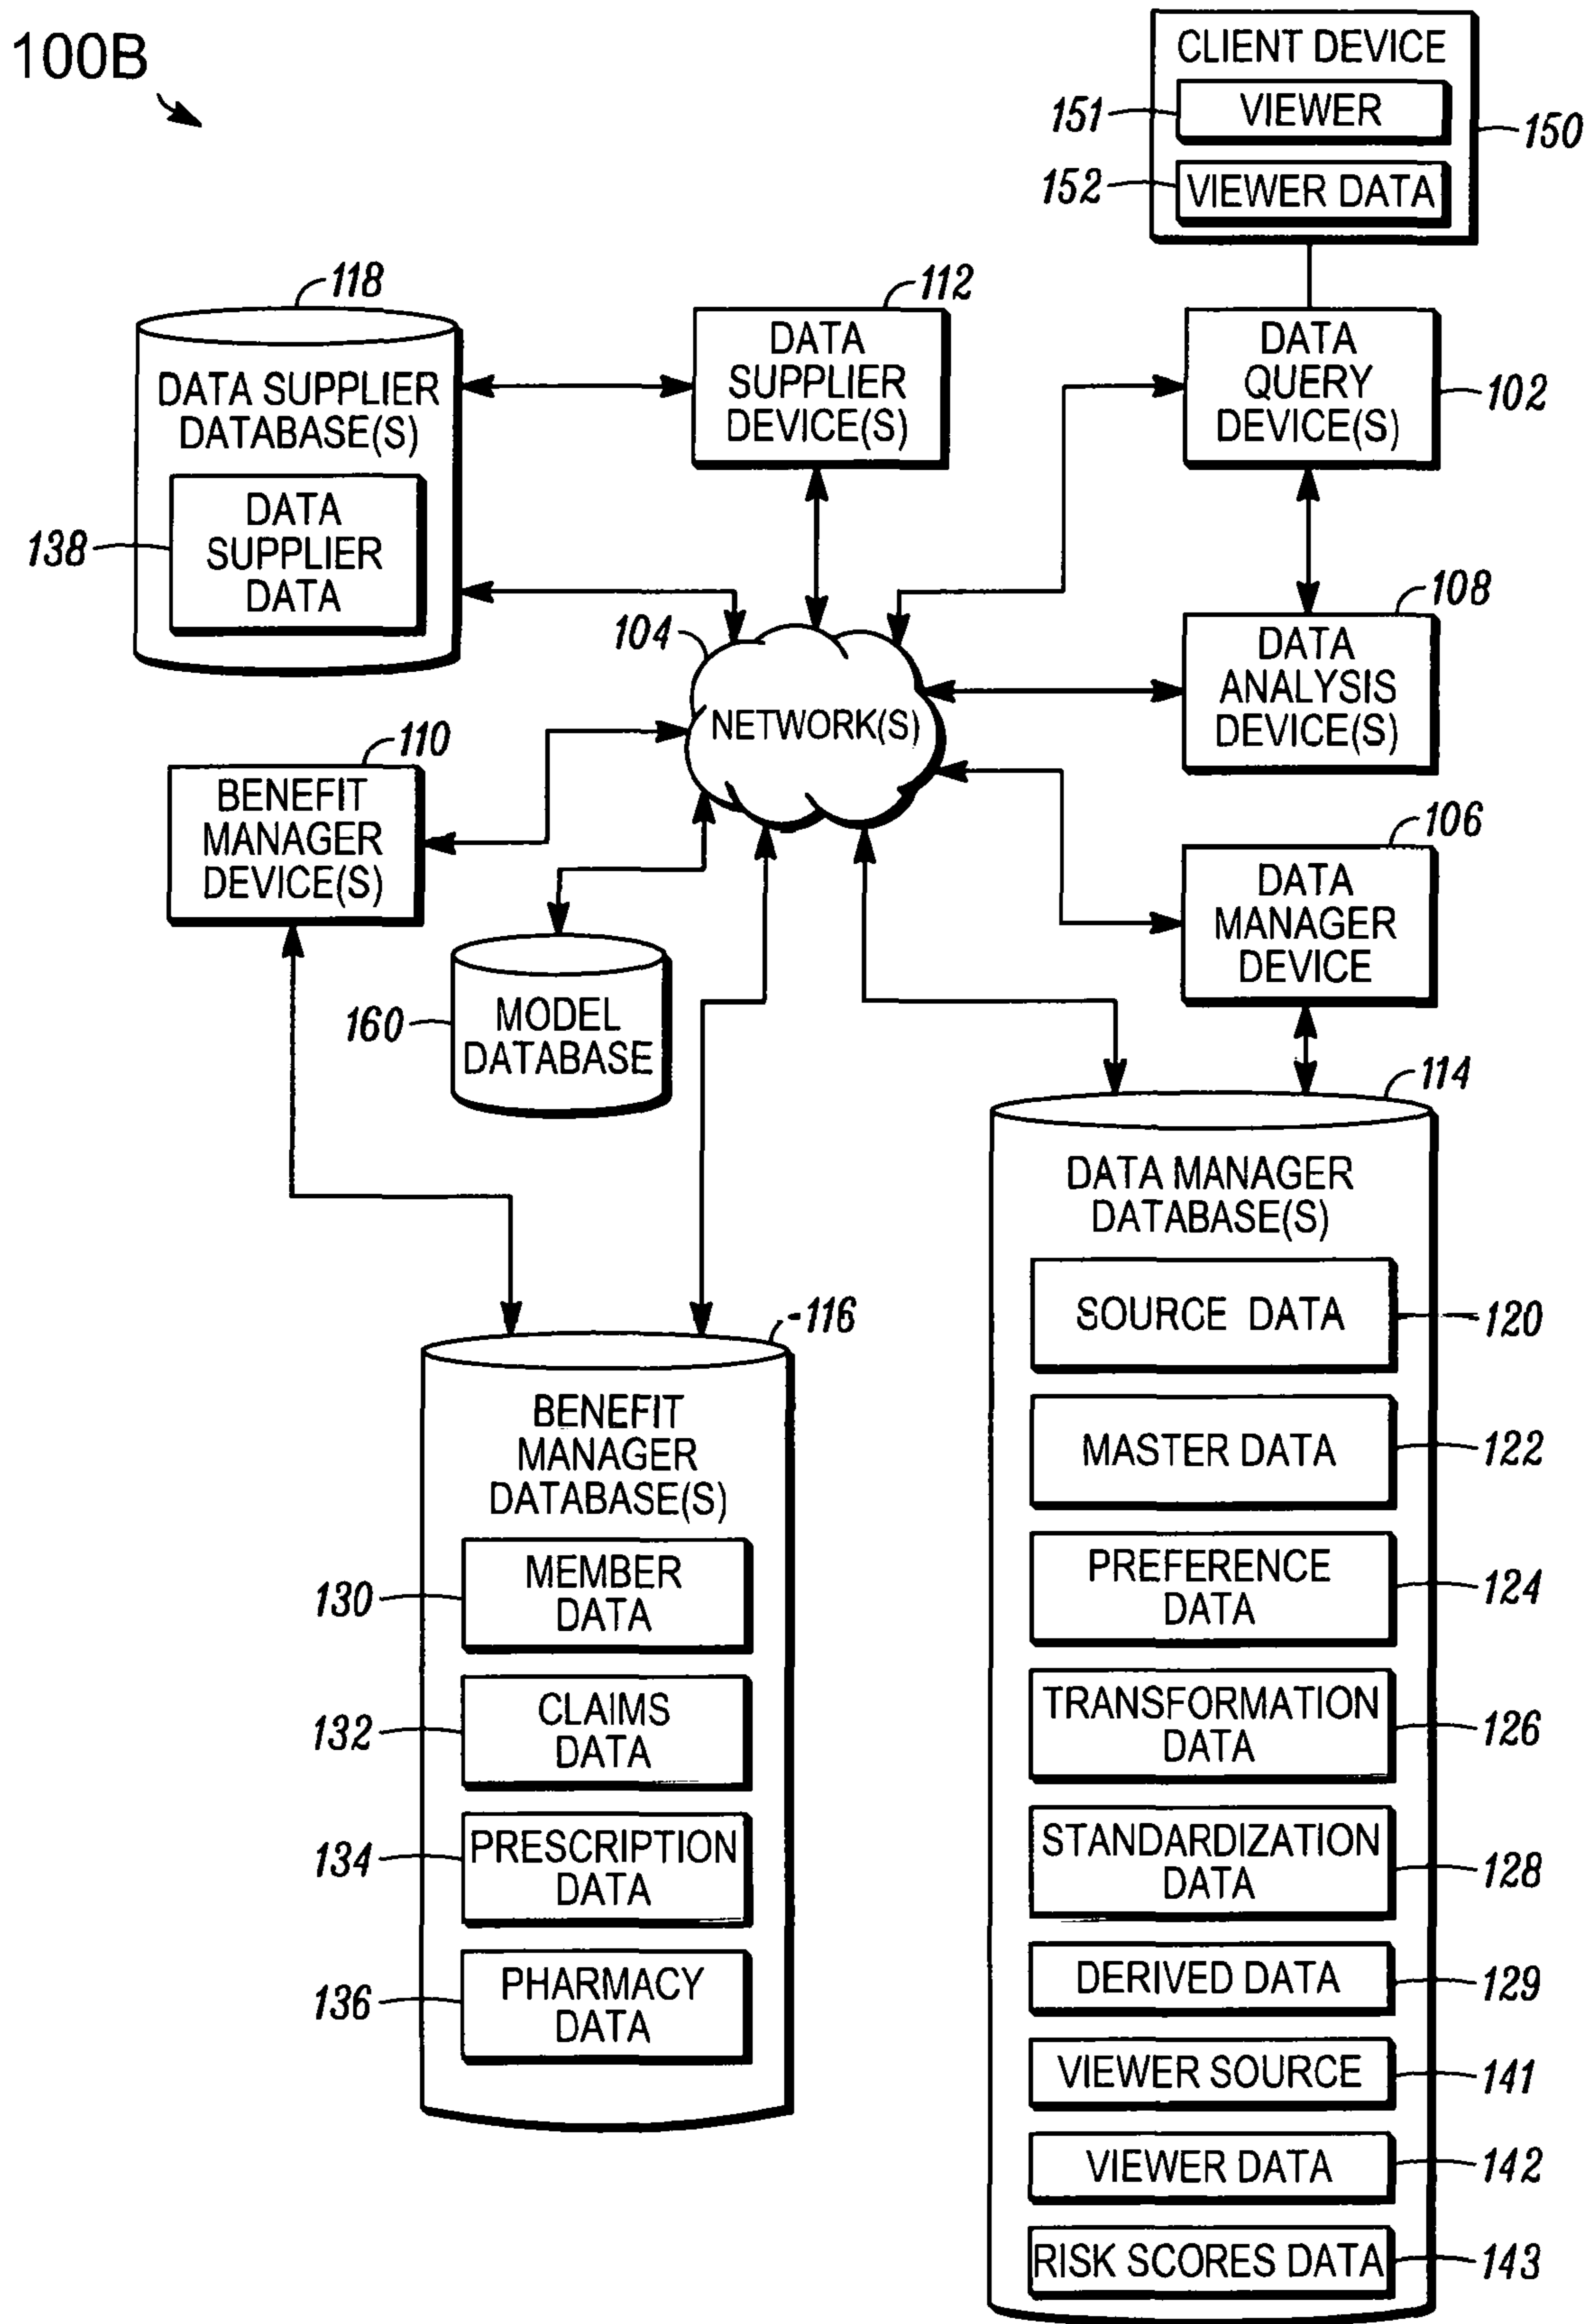 100B
CLIENT DEVICE
151
VIEWER
150
152
VIEWER DATA
118
112
DATA SUPPLIER
DATABASE(S)
DATA
SUPPLIER
DEVICE(S)
DATA
QUERY
DEVICE(S)
102
138
DATA
SUPPLIER
DATA
104
NETWORK(S)
108
DATA
ANALYSIS
DEVICE(S)
110
BENEFIT
MANAGER
DEVICE(S)
106
DATA
MANAGER
DEVICE
160
MODEL
DATABASE
114
DATA MANAGER
DATABASE(S)
SOURCE DATA
120
MASTER DATA
122
PREFERENCE
DATA
124
TRANSFORMATION
DATA
126
STANDARDIZATION
DATA
128
DERIVED DATA
129
VIEWER SOURCE
141
VIEWER DATA
142
RISK SCORES DATA
143
116
BENEFIT
MANAGER
DATABASE(S)
130
MEMBER
DATA
132
CLAIMS
DATA
134
PRESCRIPTION
DATA
136
PHARMACY
DATA